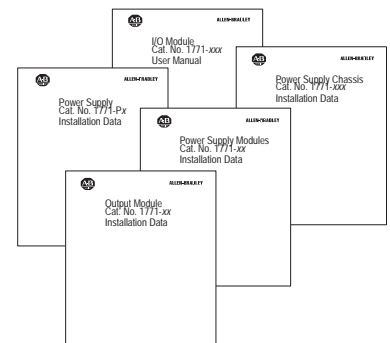 A-B
ALLEN-BRADLEY
I/O Module
Cat. No. 1771-xxx
User Manual
A-B
ALLEN-BRADLEY
Power Supply Chassis
Cat. No. 1771-xxx
Installation Data
A-B
ALLEN-BRADLEY
Power Supply
Cat. No. 1771-Px
Installation Data
A-B
ALLEN-BRADLEY
Power Supply Modules
Cat. No. 1771-xx
Installation Data
A-B
ALLEN-BRADLEY
Output Module
Cat. No. 1771-xx
Installation Data